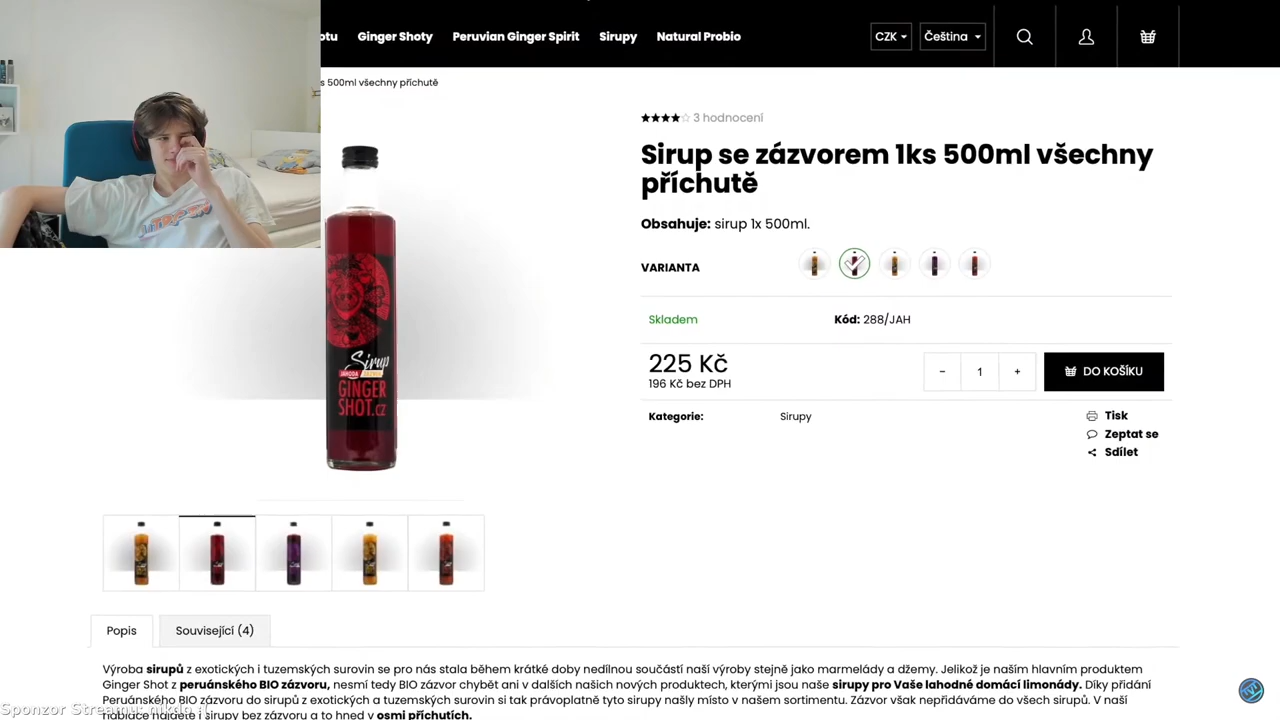 otu Ginger Shoty Peruvian Ginger Spirit Sirupy Natural Probio CZK Čeština
s 500ml všechny příchutě
3 hodnocení
Sirup se zázvorem 1ks 500ml všechny
příchutě
Obsahuje: sirup 1x 500ml.
VARIANTA
Skladem Kód: 288/JAH
225 Kč
196 Kč bez DPH
- 1 + DO KOŠÍKU
Kategorie: Sirupy
Tisk
Zeptat se
Sdílet
Sirup
JAHODA
GINGER
SHOT.CZ
Popis Související (4)
Výroba sirupů z exotických i tuzemských surovin se pro nás stala během krátké doby nedílnou součástí naší výroby stejně jako marmelády a džemy. Jelikož je naším hlavním produktem
Ginger Shot z peruánského BIO zázvoru, nesmí tedy BIO zázvor chybět ani v dalších našich nových produktech, kterými jsou naše sirupy pro Vaše lahodné domácí limonády. Díky přidání
Peruánského BIO zázvoru do sirupů z exotických a tuzemských surovin si tak právoplatně tyto sirupy našly místo v našem sortimentu. Zázvor však nepřidáváme do všech sirupů. V naší
nabídce najdete i sirupy bez zázvoru a to hned v osmi příchutích.
Sponzor Streamu: nikdo :(